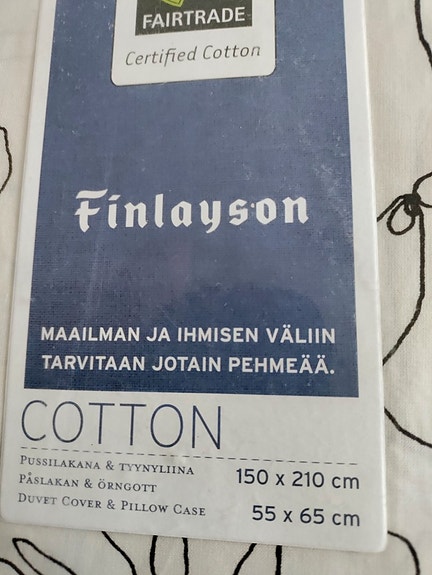 FAIRTRADE
Certified Cotton
Finlayson
MAAILMAN JA IHMISEN VÄLIIN
TARVITAAN JOTAIN PEHMEÄÄ.
COTTON
PUSSILAKANA & TYYNYLIINA
PÅSLAKAN & ÖRNGOTT
DUVET COVER & PILLOW CASE
150 x 210 cm
55 x 65 cm